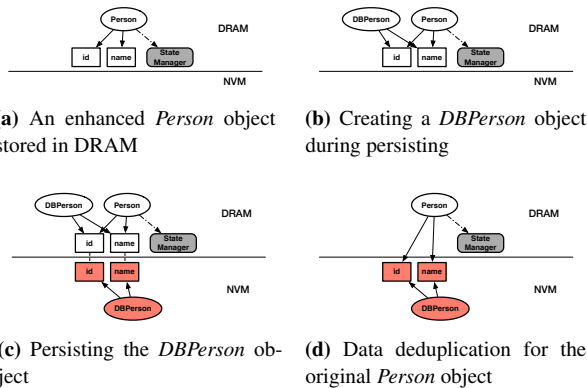 Person
DRAM
id
name
State
Manager
NVM
DBPerson
Person
DRAM
id
name
State
Manager
NVM
(a) An enhanced Person object
stored in DRAM
(b) Creating a DBPerson object
during persisting
DBPerson
Person
DRAM
id
name
State
Manager
id
name
NVM
DBPerson
Person
DRAM
State
Manager
id
name
NVM
DBPerson
(c) Persisting the DBPerson ob-
ject
(d) Data deduplication for the
original Person object